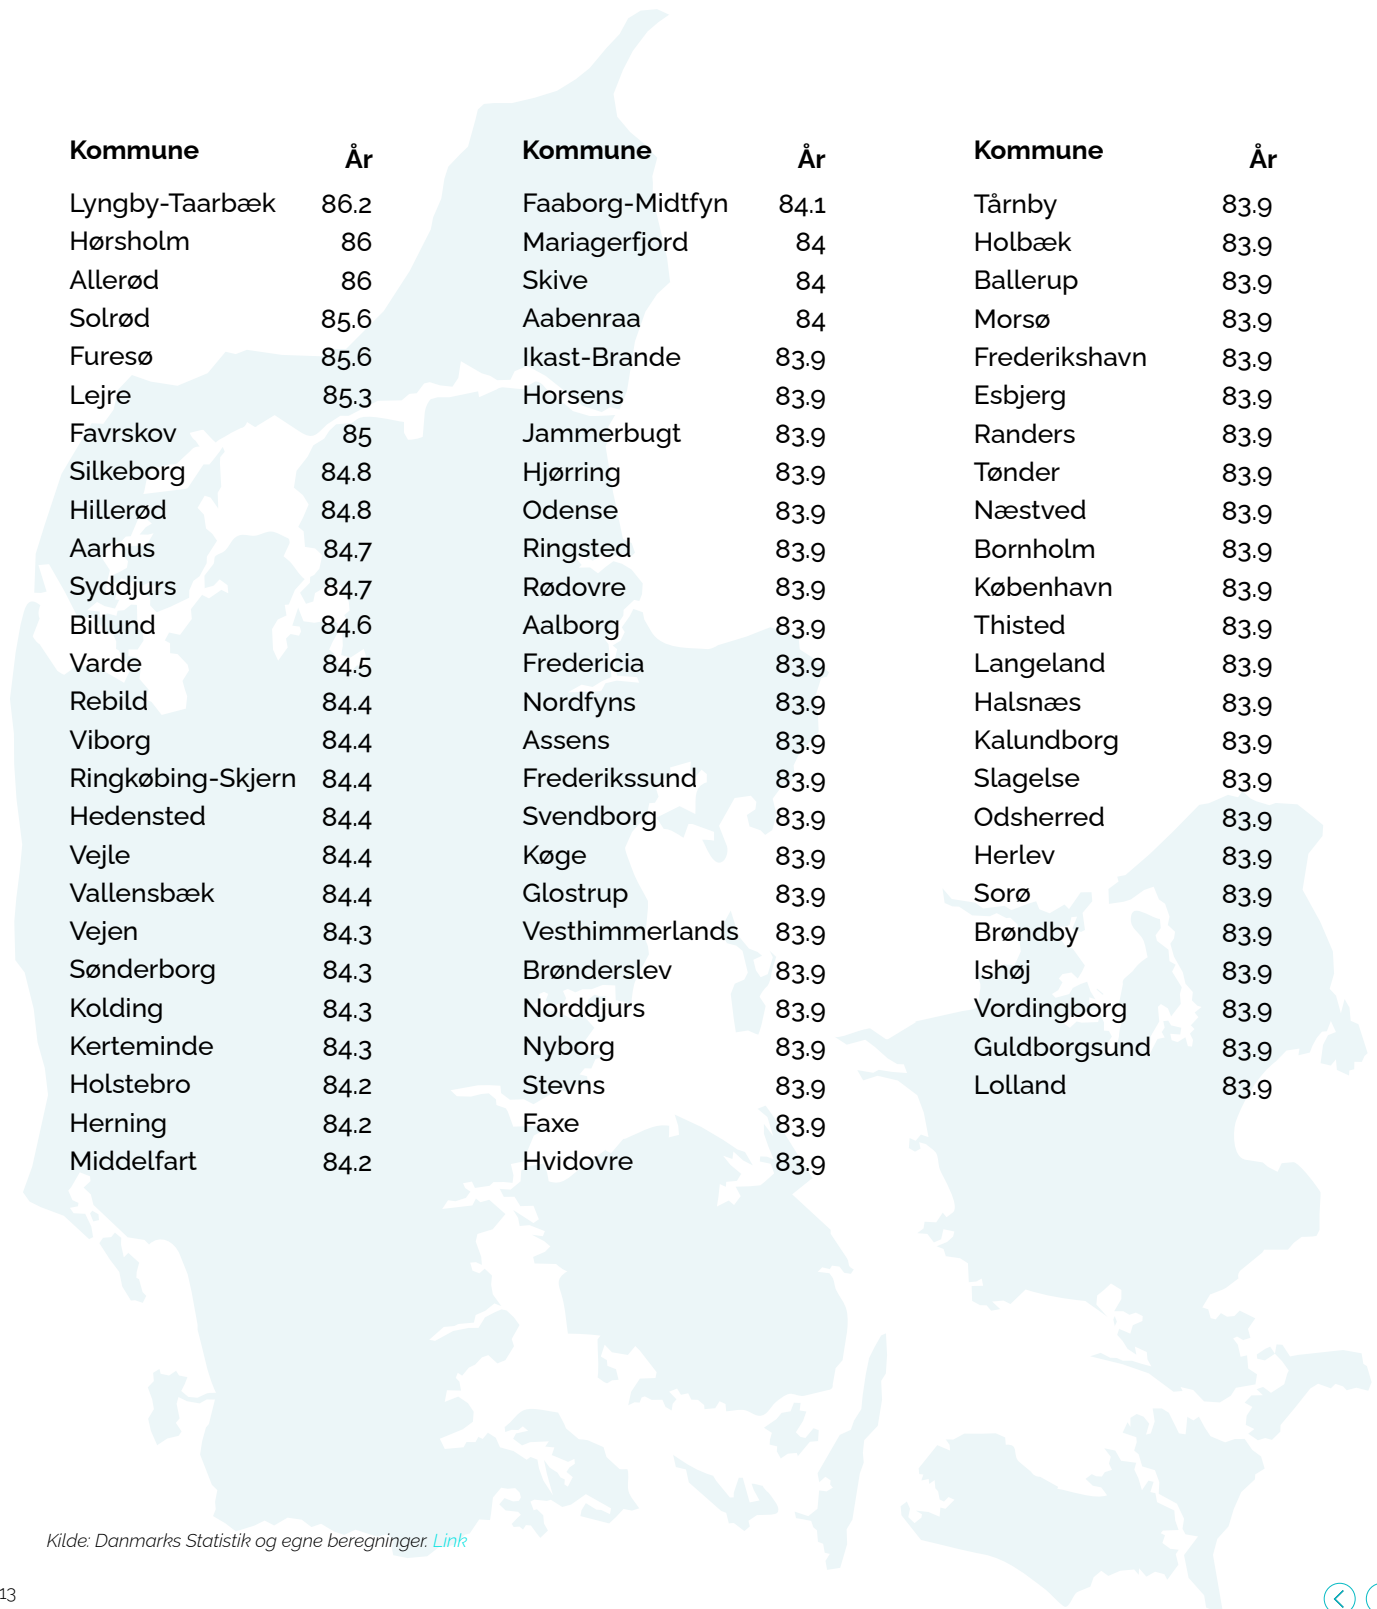 Kommune År
Lyngby-Taarbæk 86.2
Hørsholm 86
Allerød 86
Solrød 85.6
Furesø 85.6
Lejre 85.3
Favrskov 85
Silkeborg 84.8
Hillerød 84.8
Aarhus 84.7
Syddjurs 84.7
Billund 84.6
Varde 84.5
Rebild 84.4
Viborg 84.4
Ringkøbing-Skjern 84.4
Hedensted 84.4
Vejle 84.4
Vallensbæk 84.4
Vejen 84.3
Sønderborg 84.3
Kolding 84.3
Kerteminde 84.3
Holstebro 84.2
Herning 84.2
Middelfart 84.2
Kommune År
Faaborg-Midtfyn 84.1
Mariagerfjord 84
Skive 84
Aabenraa 84
Ikast-Brande 83.9
Horsens 83.9
Jammerbugt 83.9
Hjørring 83.9
Odense 83.9
Ringsted 83.9
Rødovre 83.9
Aalborg 83.9
Fredericia 83.9
Nordfyns 83.9
Assens 83.9
Frederikssund 83.9
Svendborg 83.9
Køge 83.9
Glostrup 83.9
Vesthimmerlands 83.9
Brønderslev 83.9
Norddjurs 83.9
Nyborg 83.9
Stevns 83.9
Faxe 83.9
Hvidovre 83.9
Kommune År
Tårnby 83.9
Holbæk 83.9
Ballerup 83.9
Morsø 83.9
Frederikshavn 83.9
Esbjerg 83.9
Randers 83.9
Tønder 83.9
Næstved 83.9
Bornholm 83.9
København 83.9
Thisted 83.9
Langeland 83.9
Halsnæs 83.9
Kalundborg 83.9
Slagelse 83.9
Odsherred 83.9
Herlev 83.9
Sorø 83.9
Brøndby 83.9
Ishøj 83.9
Vordingborg 83.9
Guldborgsund 83.9
Lolland 83.9
Kilde: Danmarks Statistik og egne beregninger. Link
13